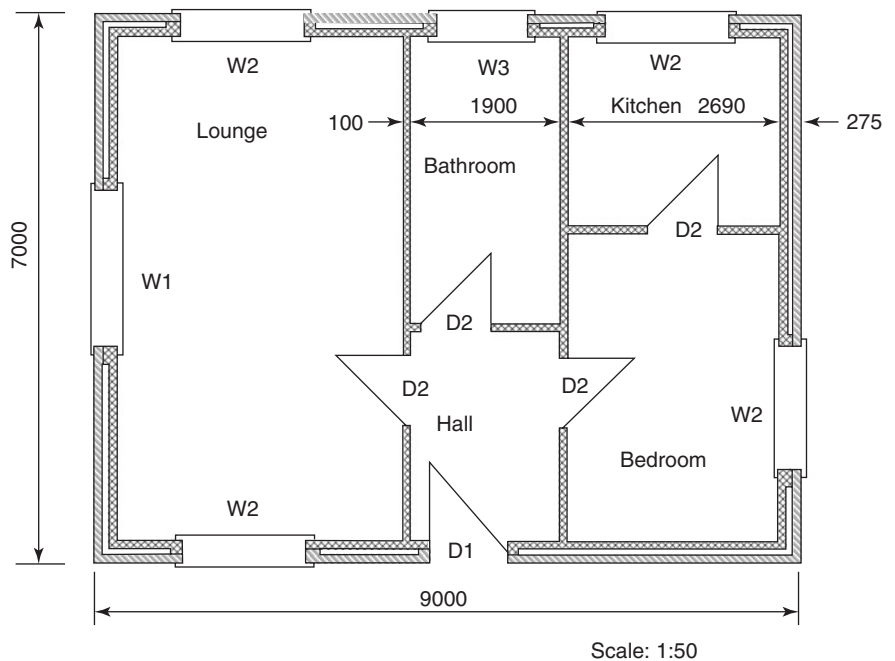 W2
W3
W2
Lounge
100
1900
Kitchen 2690
275
Bathroom
7000
D2
W1
D2
D2
D2
W2
Hall
Bedroom
W2
D1
9000
Scale: 1:50